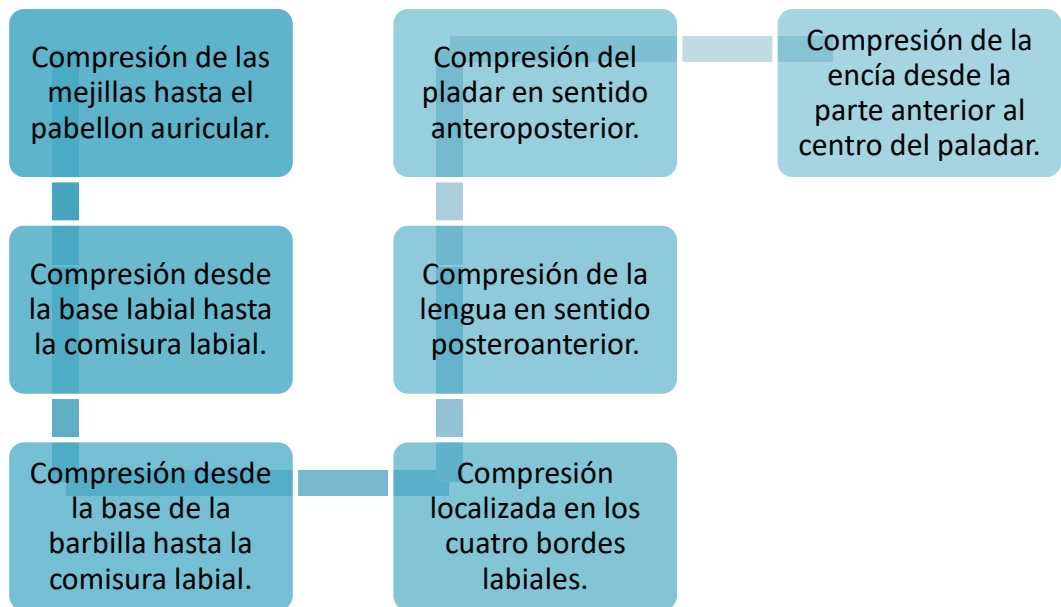 Compresión de las
mejillas hasta el
pabellon auricular.
Compresión desde
la base labial hasta
la comisura labial.
Compresión desde
la base de la
barbilla hasta la
comisura labial.
Compresión
localizada en los
cuatro bordes
labiales.
Compresión de la
lengua en sentido
posteroanterior.
Compresión del
pladar en sentido
anteroposterior.
Compresión de la
encía desde la
parte anterior al
centro del paladar.